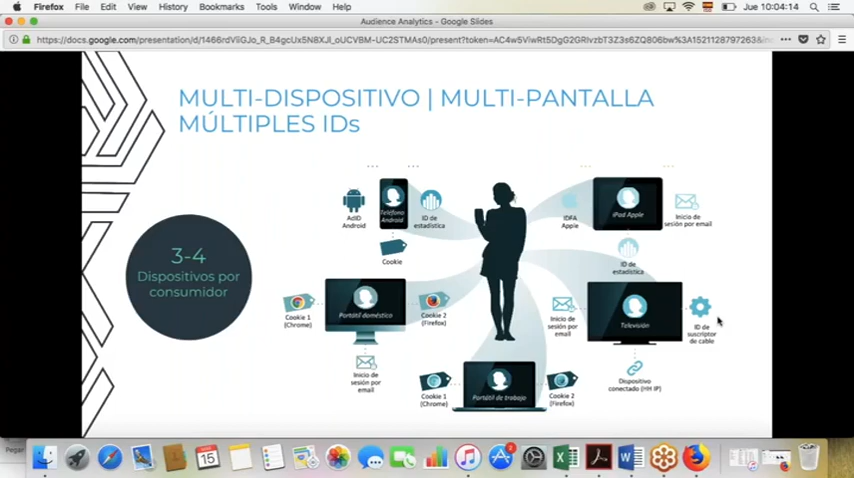 Firefox File Edit View History Bookmarks Tools Window Help
Jue 10:04:14
Audience Analytics - Google Slides
MULTI-DISPOSITIVO | MULTI-PANTALLA
MÚLTIPLES IDs
3-4
Dispositivos por
consumidor
AdID
Android
Teléfono
Android
ID de
estadística
Cookie
IDFA
Apple
iPad Apple
Inicio de
sesión por email
ID de
estadística
Cookie 1
(Chrome)
Portátil doméstico
Cookie 2
(Firefox)
Inicio de
sesión por
email
Inicio de
sesión por
email
Televisión
ID de
suscriptor
de cable
Dispositivo
conectado (HH IP)
Cookie 1
(Chrome)
Portátil de trabajo
Cookie 2
(Firefox)
Pegar
15
2